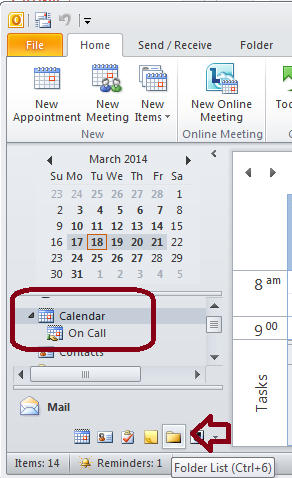 File Home Send / Receive Folder
New Appointment
New Meeting
New Items
New Online Meeting
New
Online Meeting
March 2014
Su Mo Tu We Th Fr Sa
23 24 25 26 27 28 1
2 3 4 5 6 7 8
9 10 11 12 13 14 15
16 17 18 19 20 21 22
23 24 25 26 27 28 29
30 31 1 2 3 4 5
8 am
9 00
Tasks
Calendar
On Call
Contacts
Mail
Items: 14 Reminders: 1
Folder List (Ctrl+6)